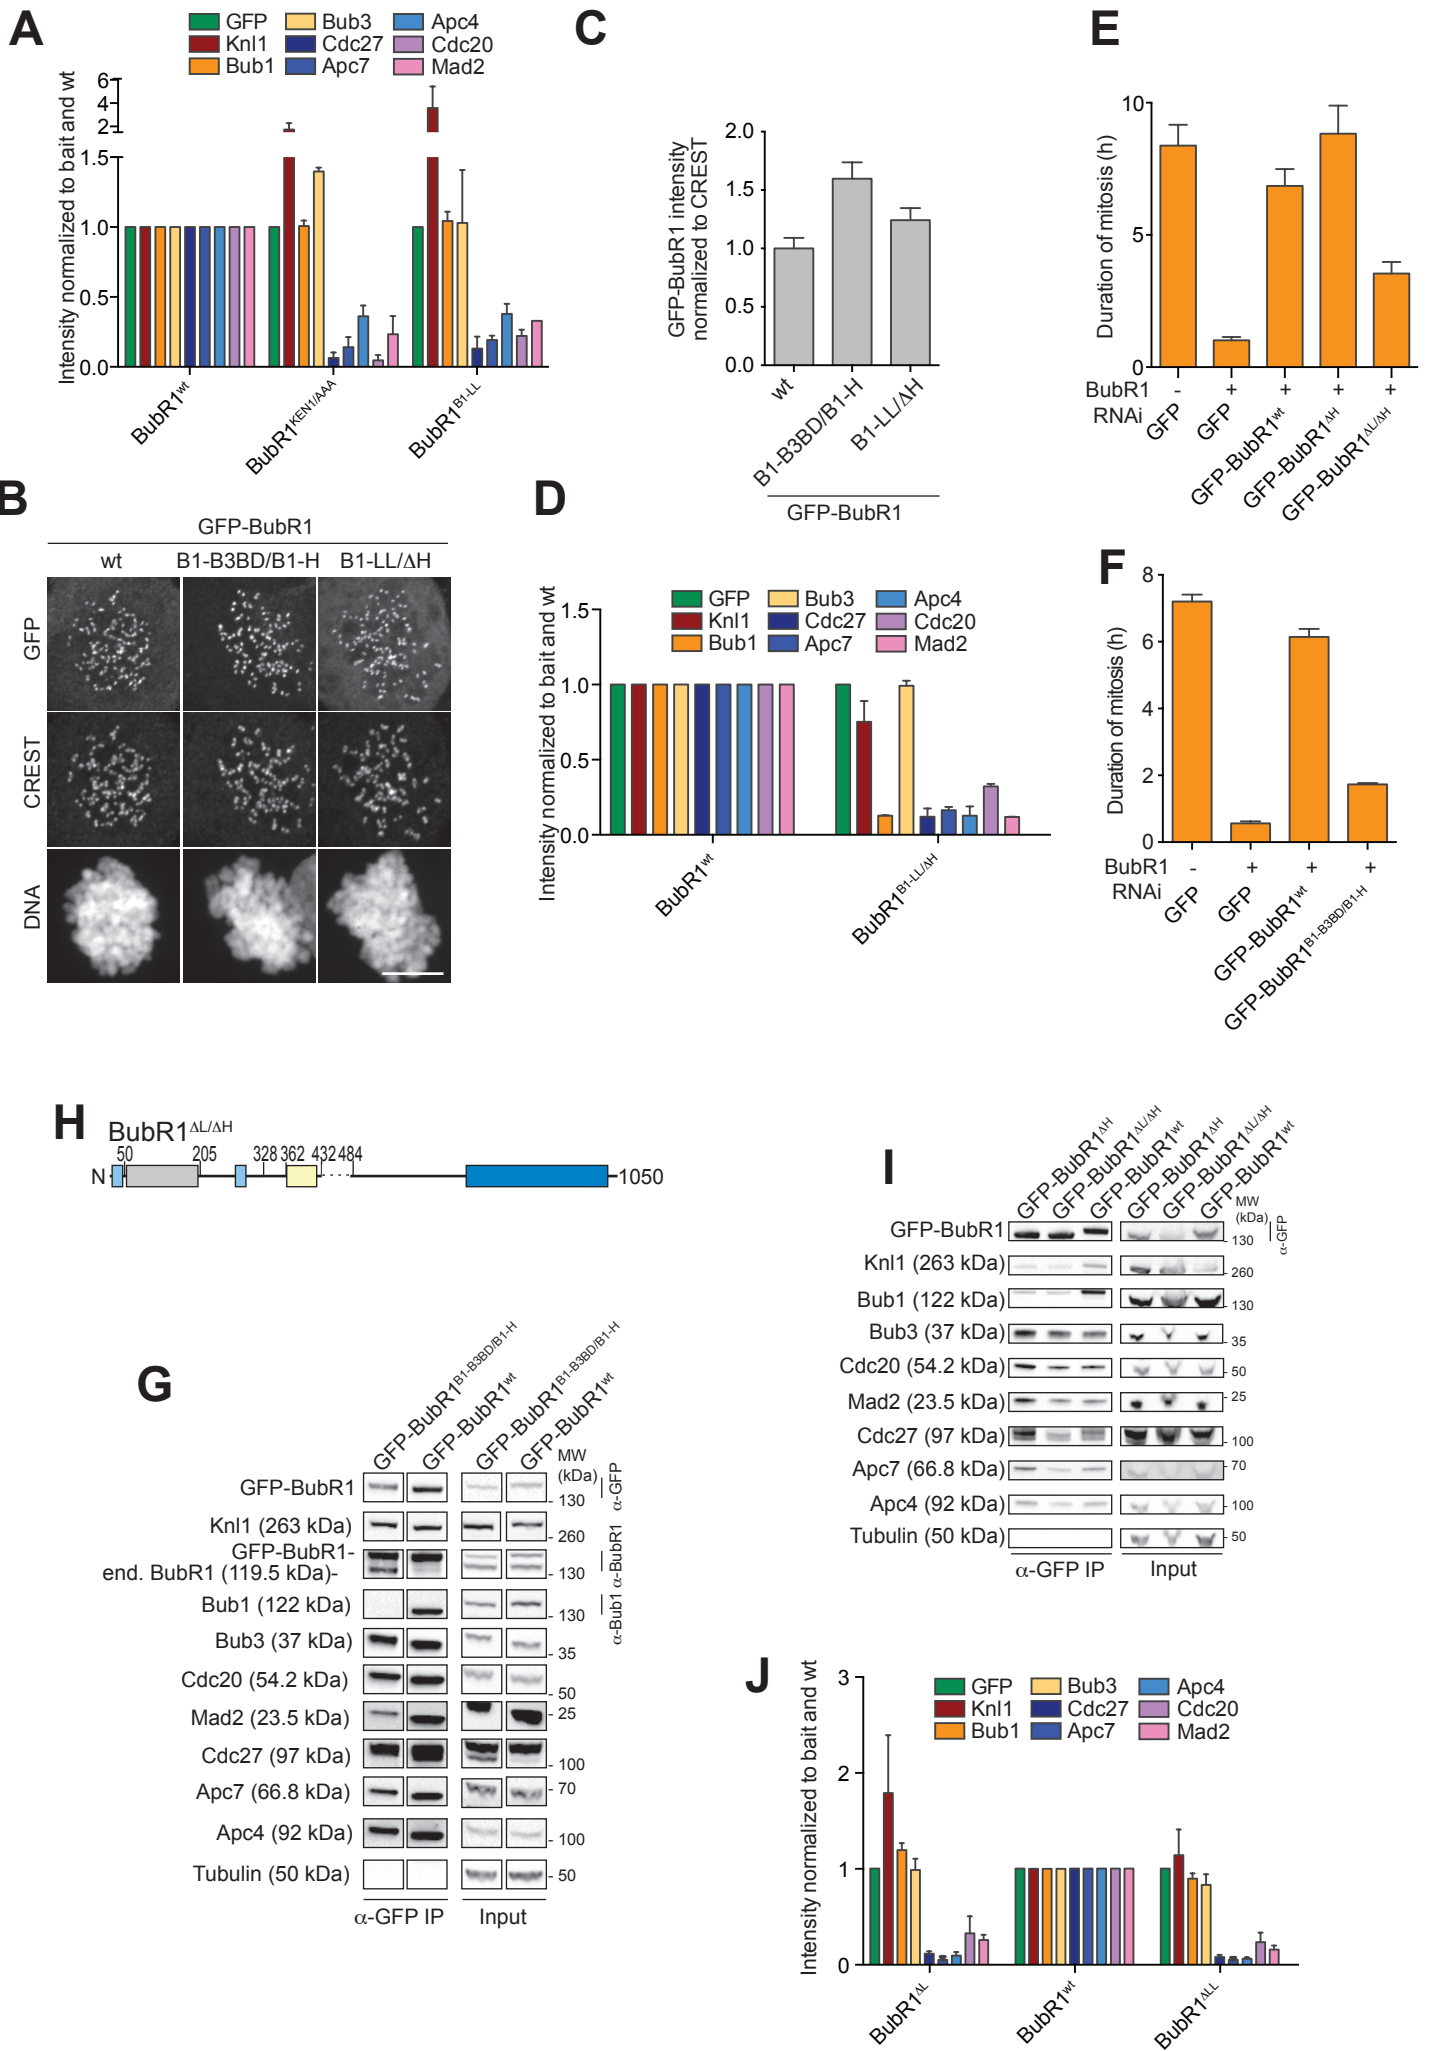 A
GFP Bub3 Apc4
Knl1 Cdc27 Cdc20
Bub1 Apc7 Mad2
Intensity normalized to bait and wt
6
4
2
1.5
1.0
0.5
0.0
BubR1wt
BubR1KEN1/AAA
BubR1B1-LL
B
GFP-BubR1
wt B1-B3BD/B1-H B1-LL/ΔH
GFP
CREST
DNA
C
GFP-BubR1 intensity
normalized to CREST
2.0
1.5
1.0
0.5
0.0
wt
B1-B3BD/B1-H
B1-LL/ΔH
GFP-BubR1
D
GFP Bub3 Apc4
Knl1 Cdc27 Cdc20
Bub1 Apc7 Mad2
Intensity normalized to bait and wt
1.5
1.0
0.5
0.0
BubR1wt
BubR1B1-LL/ΔH
E
Duration of mitosis (h)
10
5
0
BubR1 - + + + +
RNAi
GFP
GFP
GFP-BubR1wt
GFP-BubR1ΔH
GFP-BubR1ΔL/ΔH
F
Duration of mitosis (h)
8
6
4
2
0
BubR1 - + + +
RNAi
GFP
GFP
GFP-BubR1wt
GFP-BubR1B1-B3BD/B1-H
H
BubR1ΔL/ΔH
50 205 328 362 432 484
N 1050
G
GFP-BubR1B1-B3BD/B1-H
GFP-BubR1wt
GFP-BubR1B1-B3BD/B1-H
GFP-BubR1wt
MW
(kDa)
GFP-BubR1 - 130 α-GFP
Knl1 (263 kDa) - 260
GFP-BubR1-
end. BubR1 (119.5 kDa)- - 130 α-BubR1
Bub1 (122 kDa) - 130 α-Bub1
Bub3 (37 kDa) - 35
Cdc20 (54.2 kDa) - 50
Mad2 (23.5 kDa) - 25
Cdc27 (97 kDa) - 100
Apc7 (66.8 kDa) - 70
Apc4 (92 kDa) - 100
Tubulin (50 kDa) - 50
α-GFP IP Input
I
GFP-BubR1ΔH
GFP-BubR1ΔL/ΔH
GFP-BubR1wt
GFP-BubR1ΔH
GFP-BubR1ΔL/ΔH
GFP-BubR1wt
MW
(kDa)
GFP-BubR1 - 130 α-GFP
Knl1 (263 kDa) - 260
Bub1 (122 kDa) - 130
Bub3 (37 kDa) - 35
Cdc20 (54.2 kDa) - 50
Mad2 (23.5 kDa) - 25
Cdc27 (97 kDa) - 100
Apc7 (66.8 kDa) - 70
Apc4 (92 kDa) - 100
Tubulin (50 kDa) - 50
α-GFP IP Input
J
GFP Bub3 Apc4
Knl1 Cdc27 Cdc20
Bub1 Apc7 Mad2
Intensity normalized to bait and wt
3
2
1
0
BubR1ΔL
BubR1wt
BubR1ΔLL